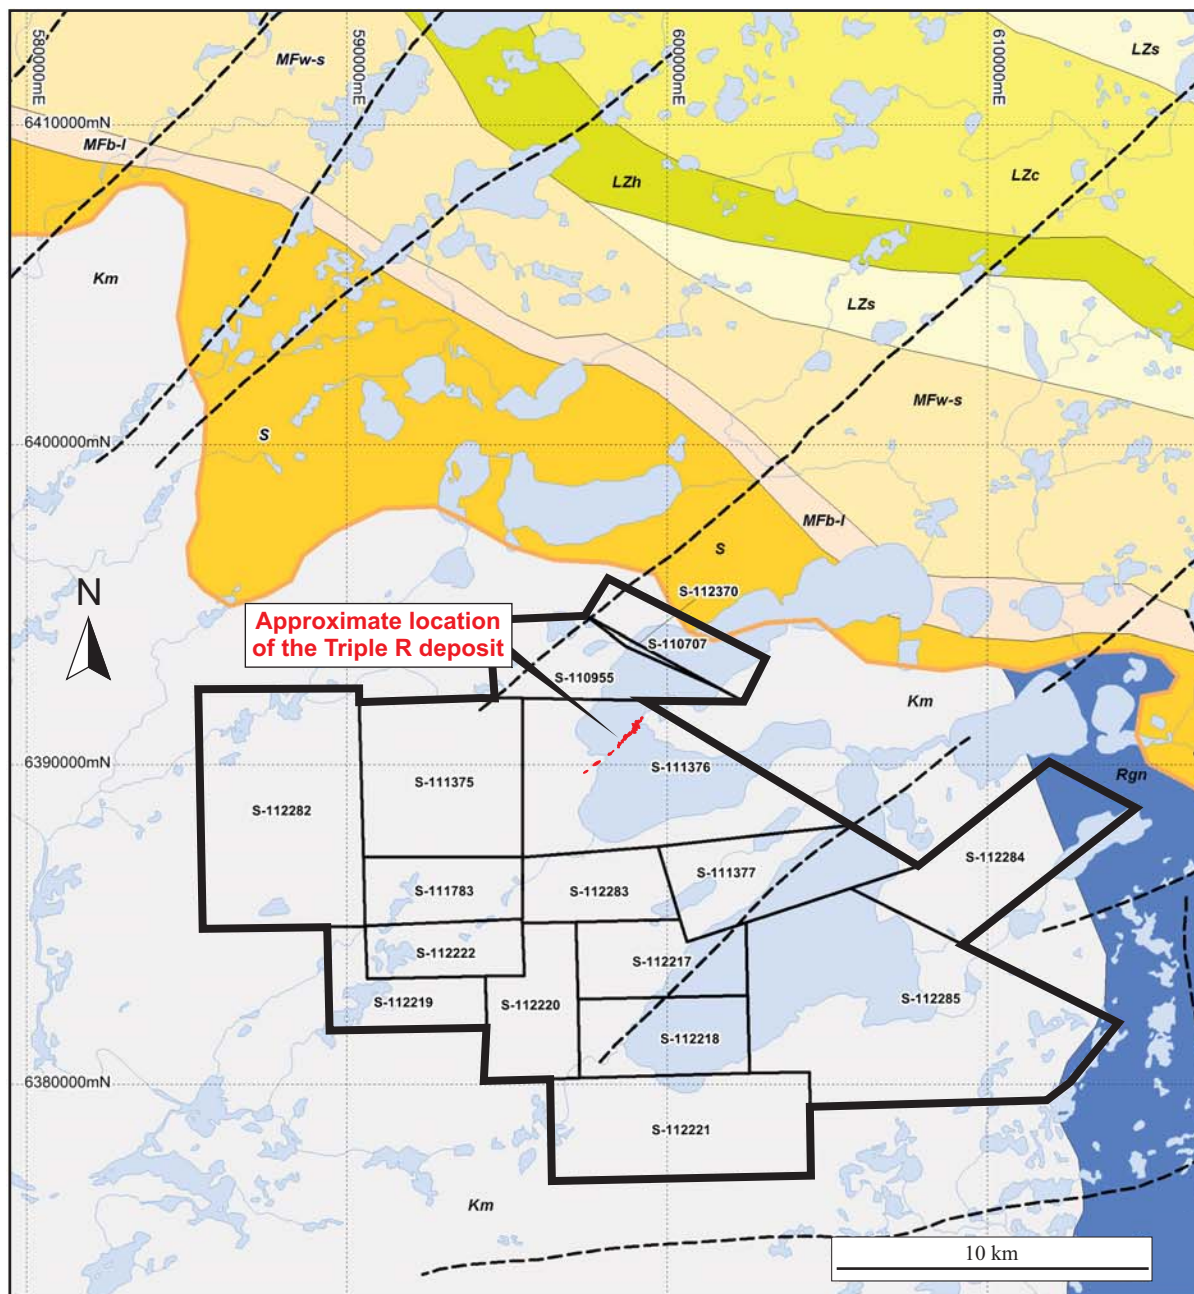 580000mE
590000mE
600000mE
610000mE
LZs
MFw-s
6410000mN
MFb-l
LZh
LZc
Km
LZs
MFw-s
S
6400000mN
MFb-l
S
S-112370
N
Approximate location
of the Triple R deposit
S-110707
S-110955
Km
6390000mN
S-111376
Rgn
S-111375
S-112282
S-112284
S-111377
S-111783
S-112283
S-112222
S-112217
S-112219
S-112220
S-112285
S-112218
6380000mN
S-112221
Km
10 km